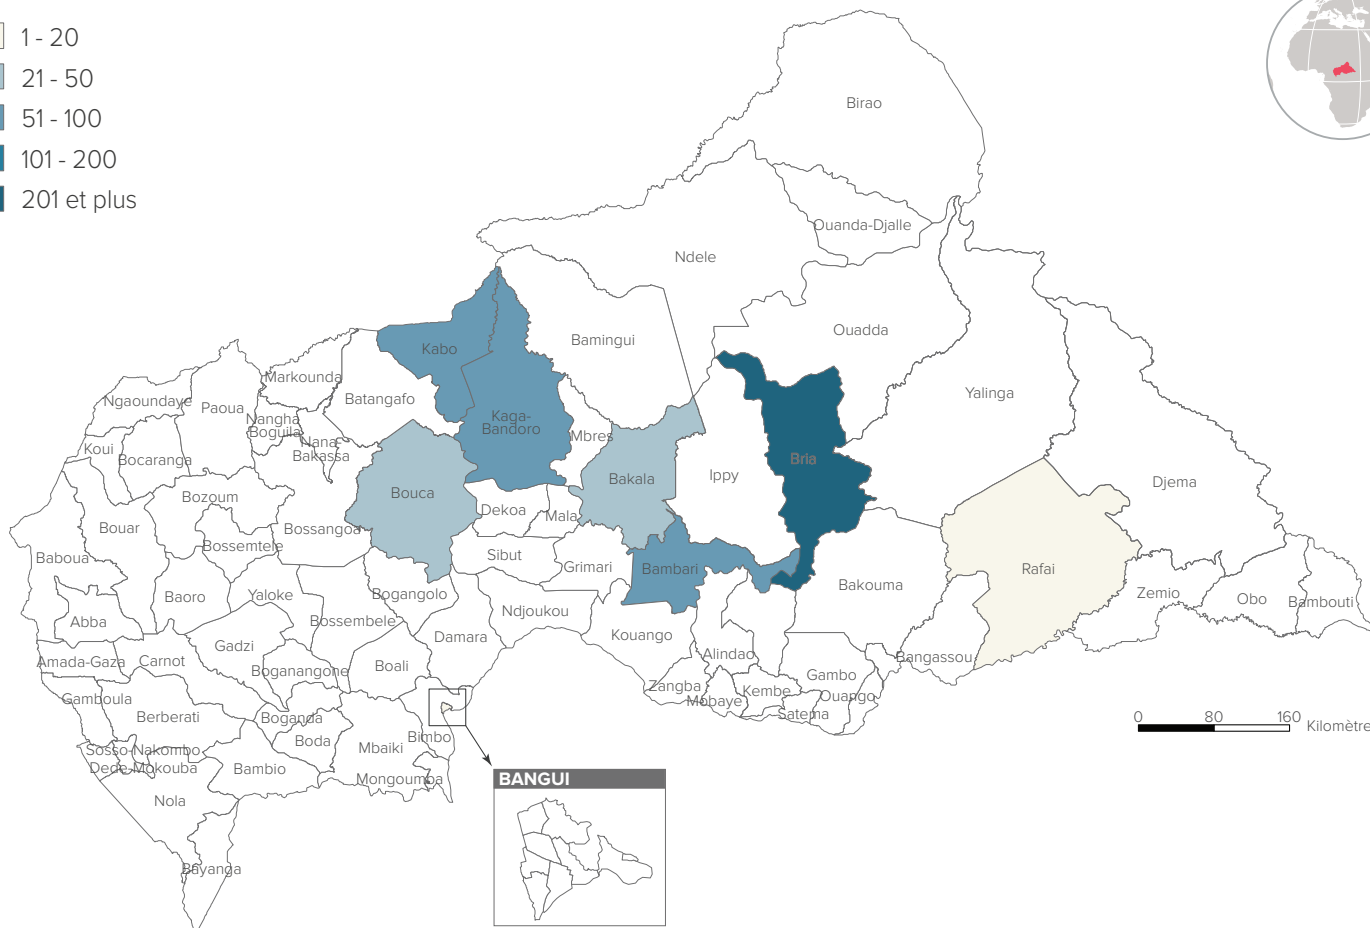 1 - 20
21 - 50
51 - 100
101 - 200
201 et plus
Birao
Ouanda-Djalle
Ndele
Ouadda
Bamingui
Kabo
Yalinga
Markounda
Batangafo
Ngaoundaye
Paoua
Kaga-
Bandoro
Nangha
Boguila
Mbres
Nana-
Bakassa
Koui
Bocaranga
Bria
Ippy
Bakala
Djema
Bouca
Bozoum
Dekoa
Mala
Bouar
Bossangoa
Bossemtele
Sibut
Baboua
Grimari
Bambari
Rafai
Bakouma
Bogangolo
Zemio
Obo
Bambouti
Baoro
Yaloke
Ndjoukou
Abba
Bossembele
Damara
Kouango
Gadzi
Alindao
Bangassou
Amada-Gaza
Carnot
Boganangone
Boali
Gambo
Zangba
Kembe
Ouango
Mobaye
Satema
Gamboula
Berberati
Boganda
Bimbo
Boda
Mbaiki
Sosso-Nakombo
Dede-Mokouba
Bambio
Mongoumba
Nola
Bayanga
0 80 160 Kilomètre
BANGUI